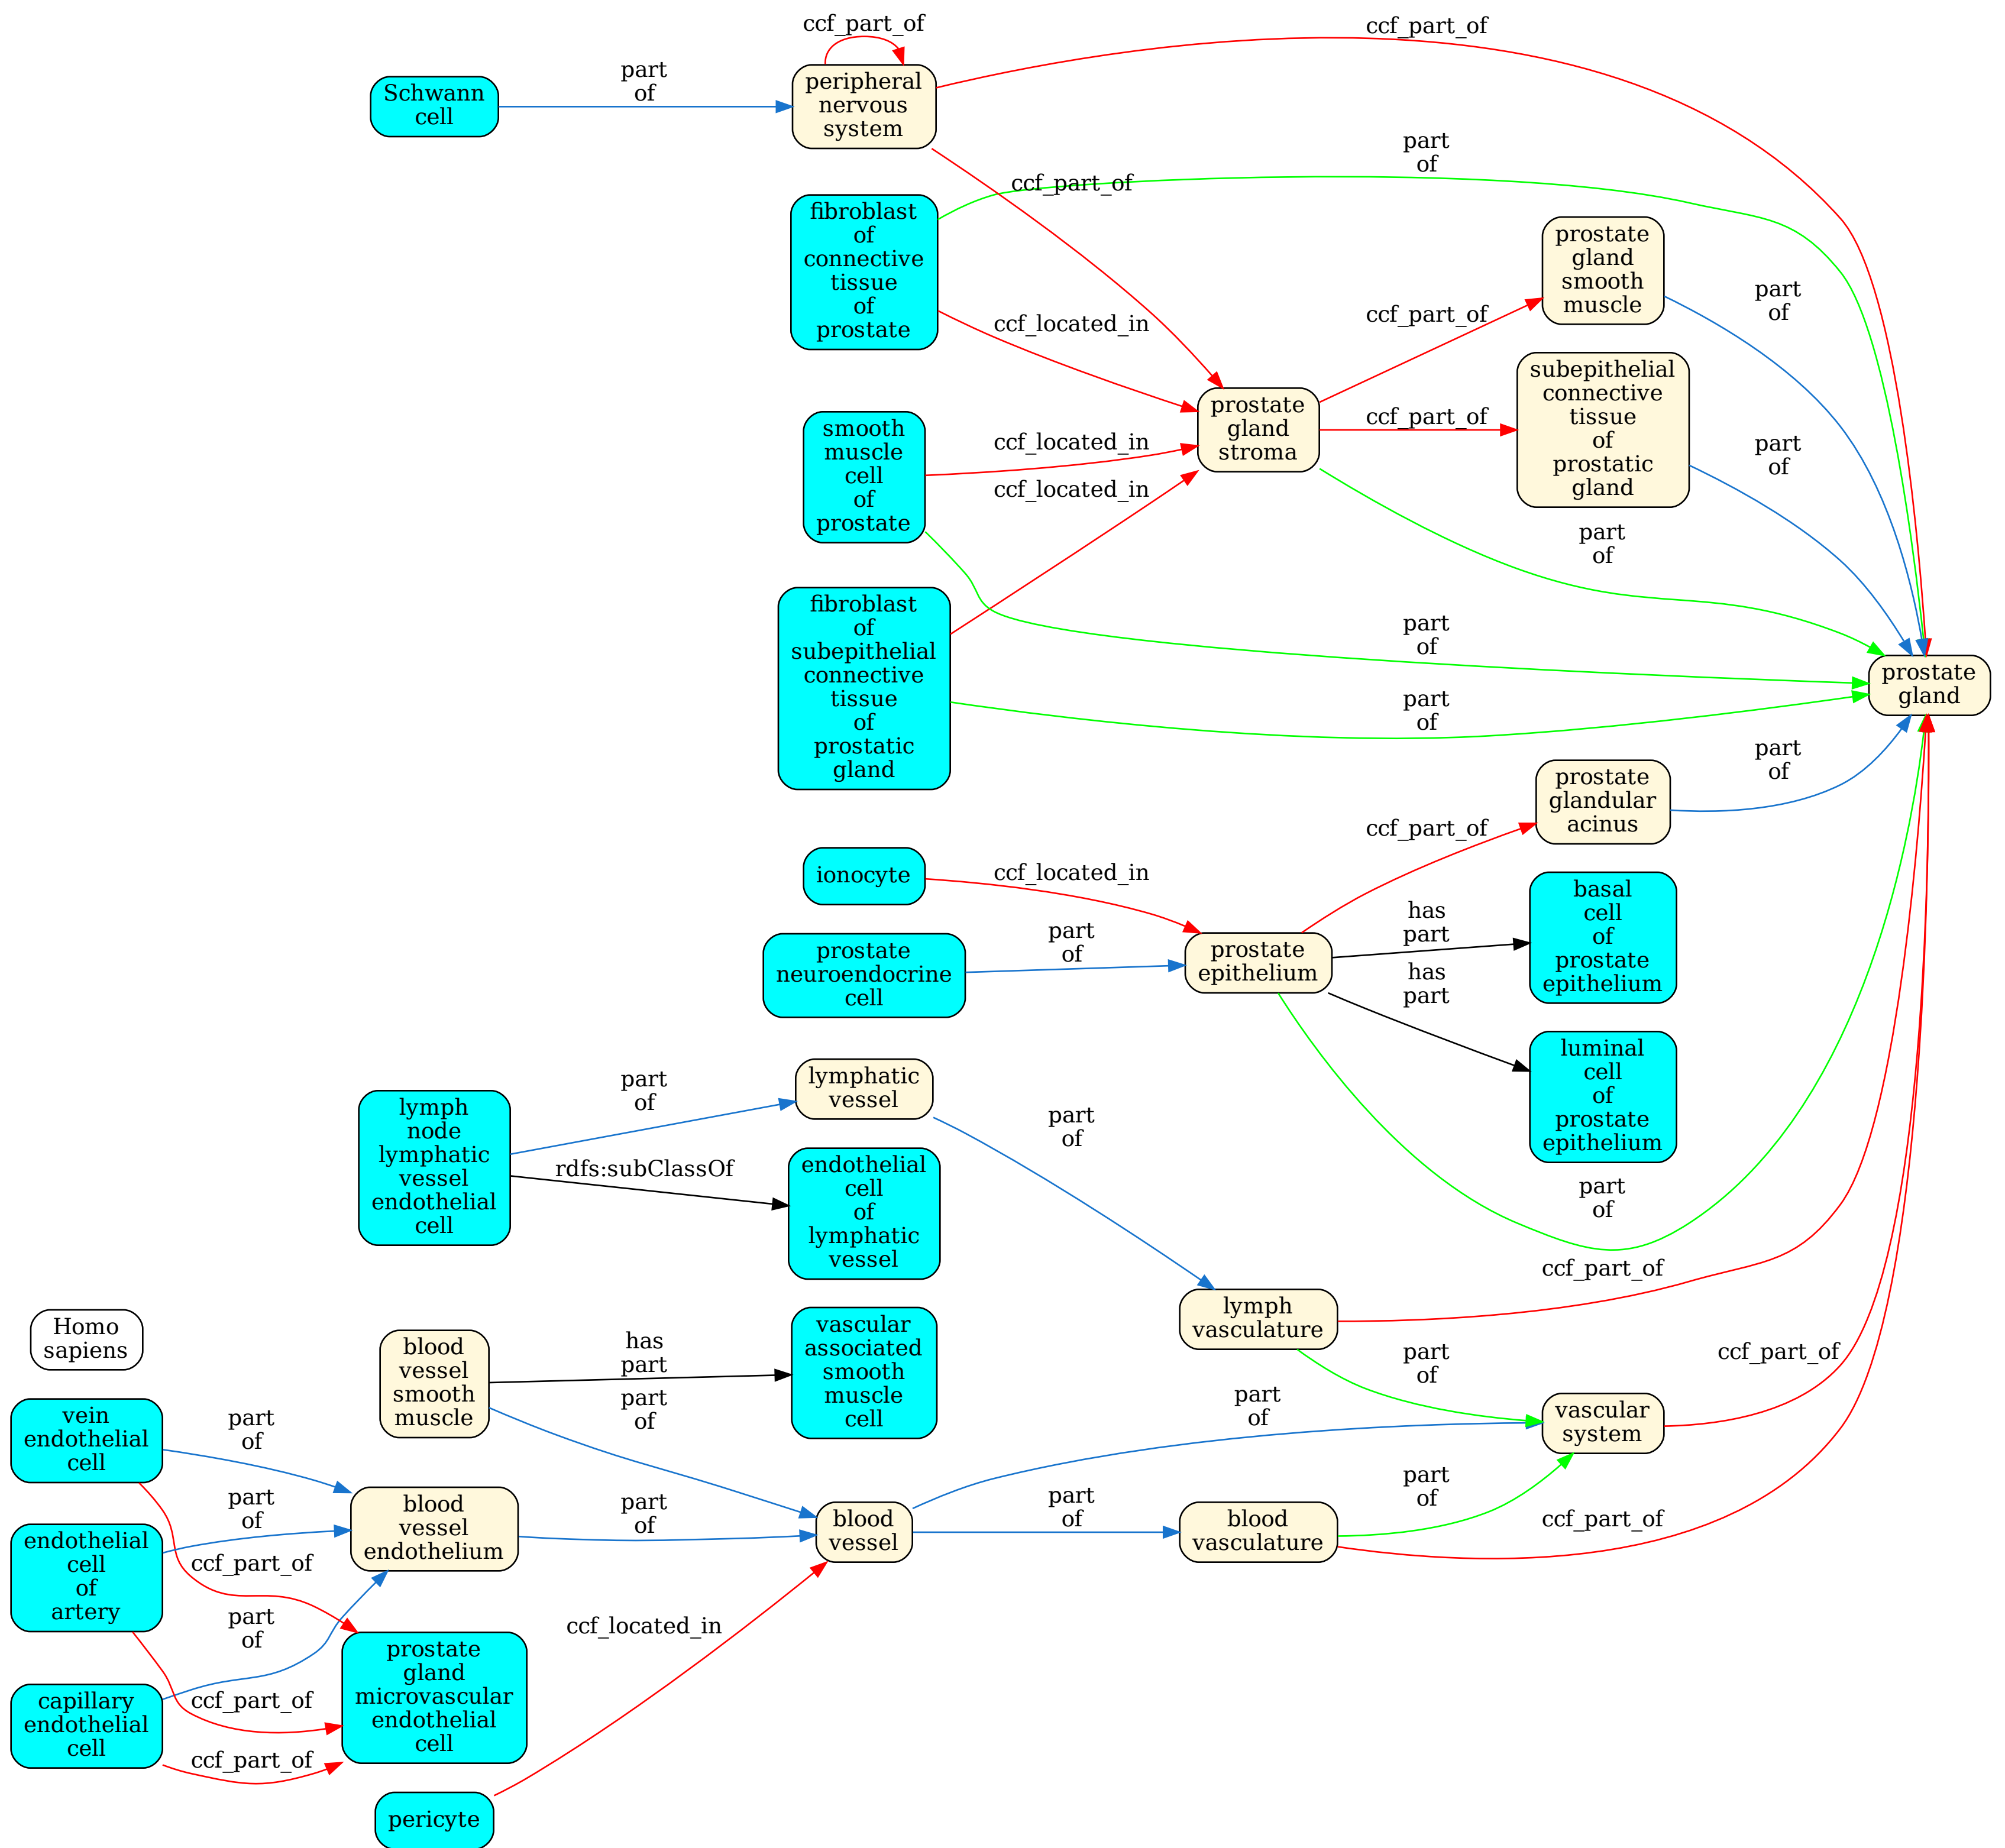 ccf_part_of
ccf_part_of
Schwann
cell
part
of
peripheral
nervous
system
part
of
ccf_part_of
fibroblast
of
connective
tissue
of
prostate
prostate
gland
smooth
muscle
part
of
ccf_located_in
ccf_part_of
subepithelial
connective
tissue
of
prostatic
gland
part
of
prostate
gland
stroma
ccf_part_of
smooth
muscle
cell
of
prostate
ccf_located_in
ccf_located_in
part
of
fibroblast
of
subepithelial
connective
tissue
of
prostatic
gland
part
of
part
of
prostate
gland
prostate
glandular
acinus
part
of
ionocyte
ccf_located_in
ccf_part_of
basal
cell
of
prostate
epithelium
has
part
prostate
neuroendocrine
cell
part
of
prostate
epithelium
has
part
luminal
cell
of
prostate
epithelium
part
of
lymph
node
lymphatic
vessel
endothelial
cell
part
of
lymphatic
vessel
part
of
rdfs:subClassOf
endothelial
cell
of
lymphatic
vessel
lymph
vasculature
ccf_part_of
Homo
sapiens
blood
vessel
smooth
muscle
has
part
vascular
associated
smooth
muscle
cell
part
of
part
of
part
of
ccf_part_of
vascular
system
vein
endothelial
cell
part
of
part
of
blood
vessel
endothelium
part
of
blood
vessel
part
of
blood
vasculature
part
of
ccf_part_of
endothelial
cell
of
artery
ccf_part_of
part
of
ccf_located_in
prostate
gland
microvascular
endothelial
cell
capillary
endothelial
cell
ccf_part_of
ccf_part_of
pericyte